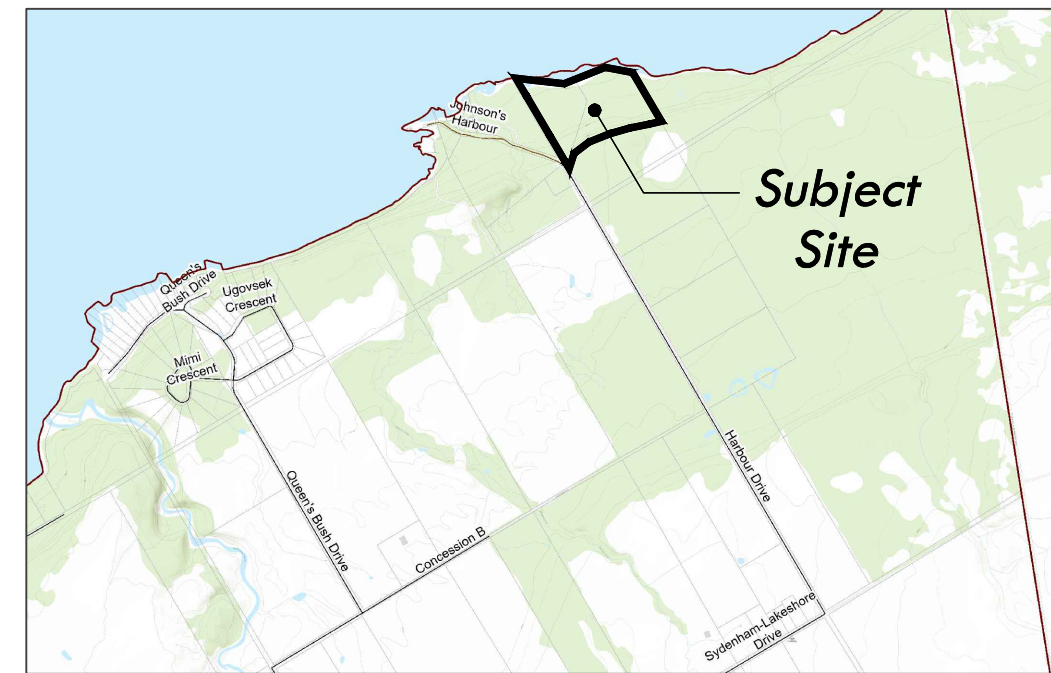 Johnson's
Harbour
Subject
Site
Queen's
Bush Drive
Ugovsek
Crescent
Mimi
Crescent
Harbour Drive
Queen's Bush Drive
Concession B
Sydenham-Lakeshore
Drive